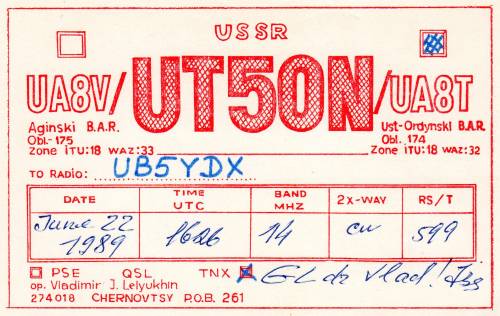 USSR
UA8V/UT5ON/UA8T
Aginski B.A.R. Ust-Ordynski B.A.R.
Obl.-175 Obl. 174
Zone ITU:18 WAZ:33 Zone ITU:18 WAZ:32
TO RADIO: UB5YDX
DATE TIME UTC BAND MHZ 2X-WAY RS/T
June 22 1989 1626 14 cw 599
PSE QSL TNX GL dr Vlad!
op. Vladimir J. Lelyukhin
274018 CHERNOVTSY P.O.B. 261